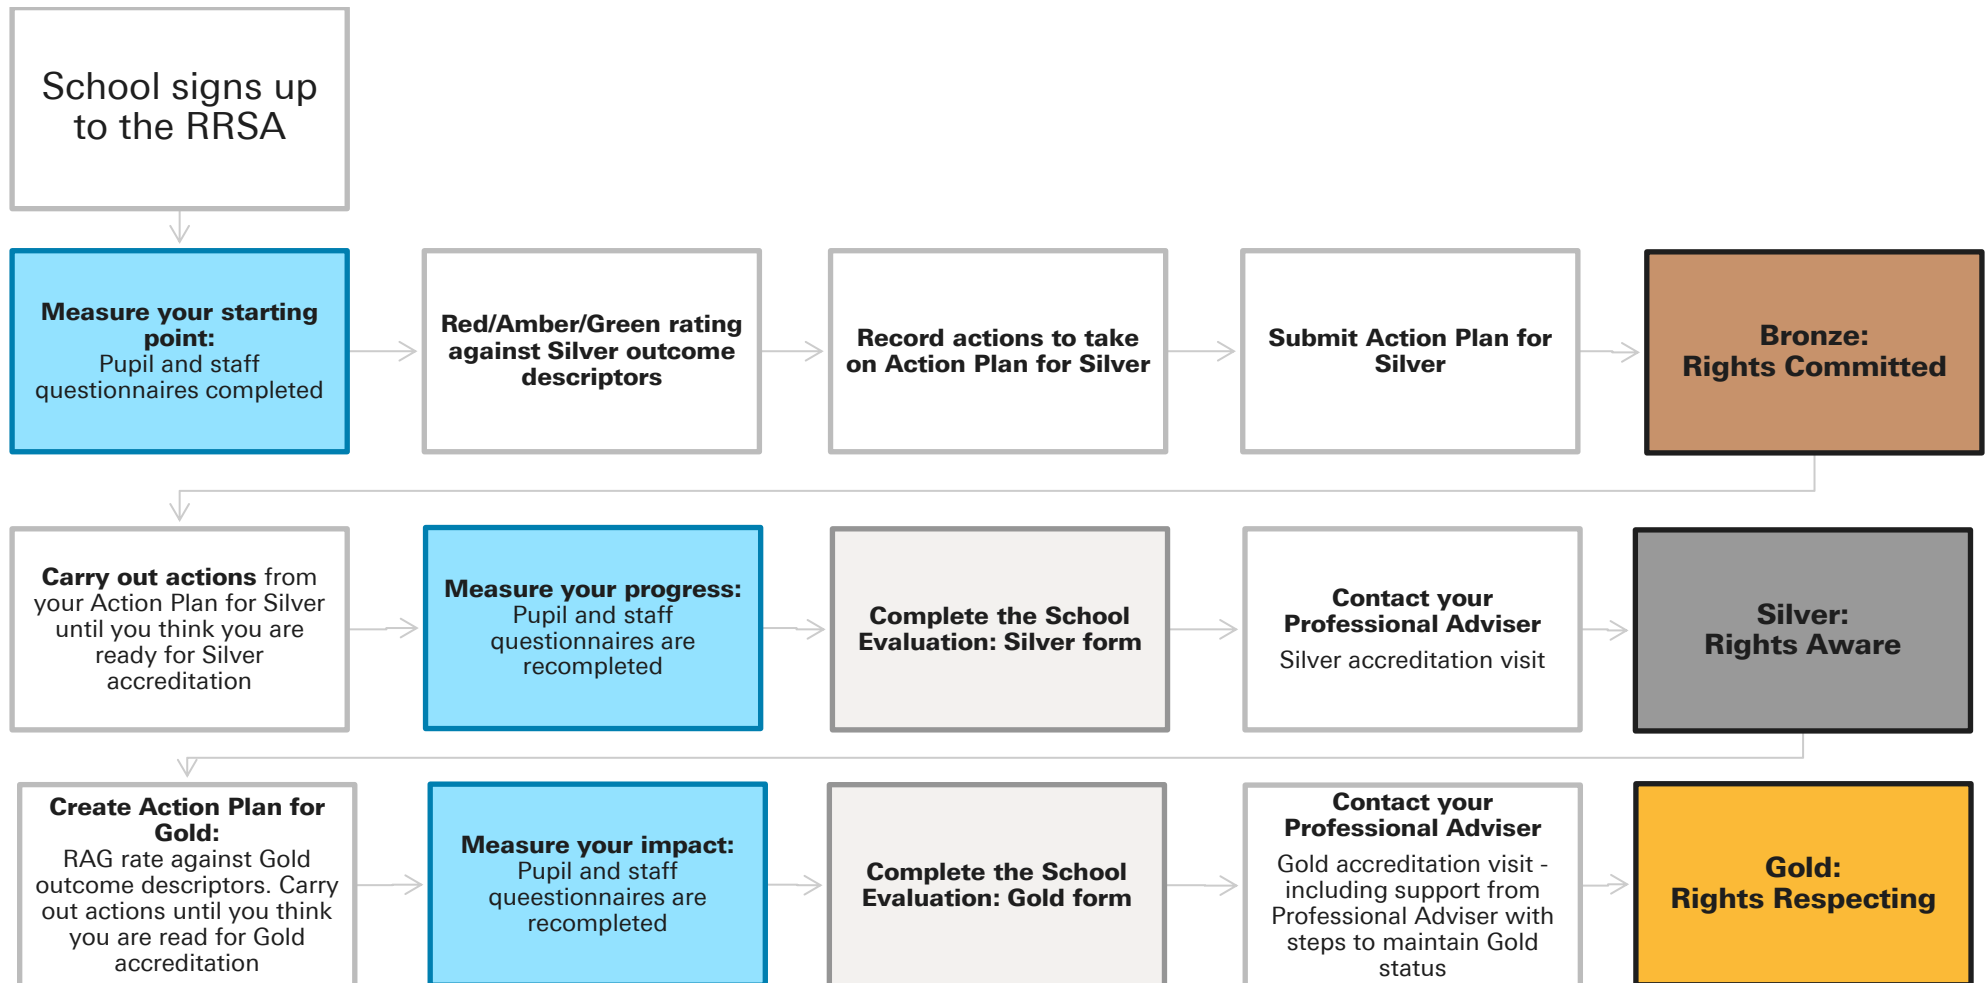 School signs up
to the RRSA
Measure your starting
point:
Pupil and staff
questionnaires completed
Red/Amber/Green rating
against Silver outcome
descriptors
Record actions to take
on Action Plan for Silver
Submit Action Plan for
Silver
Bronze:
Rights Committed
Carry out actions from
your Action Plan for Silver
until you think you are
ready for Silver
accreditation
Measure your progress:
Pupil and staff
questionnaires are
recompleted
Complete the School
Evaluation: Silver form
Contact your
Professional Adviser
Silver accreditation visit
Silver:
Rights Aware
Create Action Plan for
Gold:
RAG rate against Gold
outcome descriptors. Carry
out actions until you think
you are read for Gold
accreditation
Measure your impact:
Pupil and staff
queestionnaires are
recompleted
Complete the School
Evaluation: Gold form
Contact your
Professional Adviser
Gold accreditation visit -
including support from
Professional Adviser with
steps to maintain Gold
status
Gold:
Rights Respecting